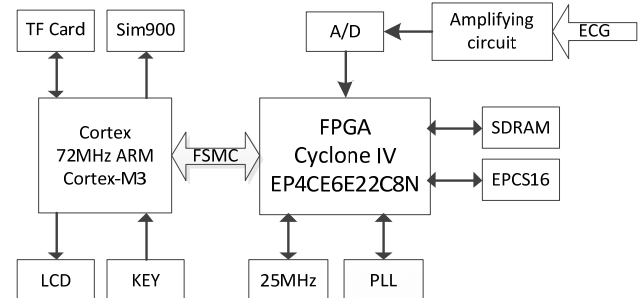 TF Card
Sim900
A/D
Amplifying
circuit
ECG
Cortex
72MHz ARM
Cortex-M3
FSMC
FPGA
Cyclone IV
EP4CE6E22C8N
SDRAM
EPCS16
LCD
KEY
25MHz
PLL